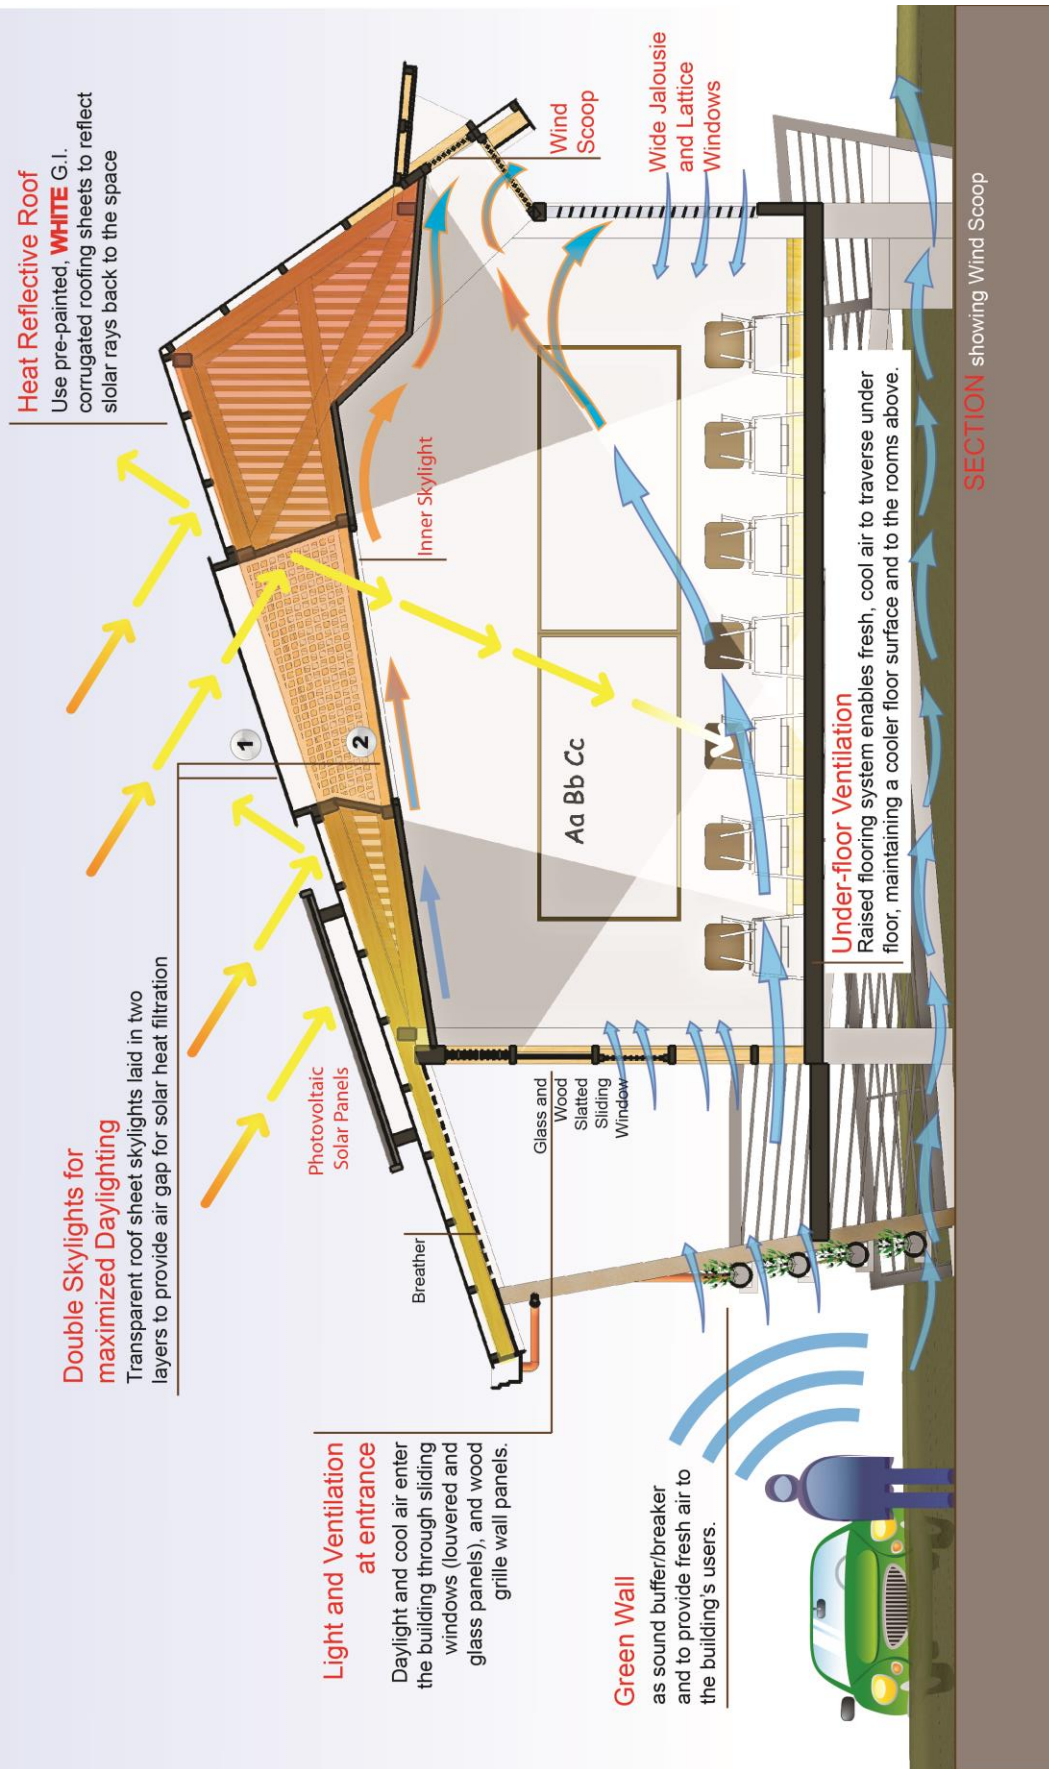 Double Skylights for
maximized Daylighting
Transparent roof sheet skylights laid in two
layers to provide air gap for solar heat filtration
Heat Reflective Roof
Use pre-painted, WHITE G.I.
corrugated roofing sheets to reflect
slolar rays back to the space
Light and Ventilation
at entrance
Daylight and cool air enter
the building through sliding
windows (louvered and
glass panels), and wood
grille wall panels.
Photovoltaic
Solar Panels
1
2
Breather
Inner Skylight
Wind
Scoop
Glass and
Wood
Slatted
Sliding
Window
Aa Bb Cc
Wide Jalousie
and Lattice
Windows
Green Wall
as sound buffer/breaker
and to provide fresh air to
the building's users.
Under-floor Ventilation
Raised flooring system enables fresh, cool air to traverse under
floor, maintaining a cooler floor surface and to the rooms above.
SECTION showing Wind Scoop